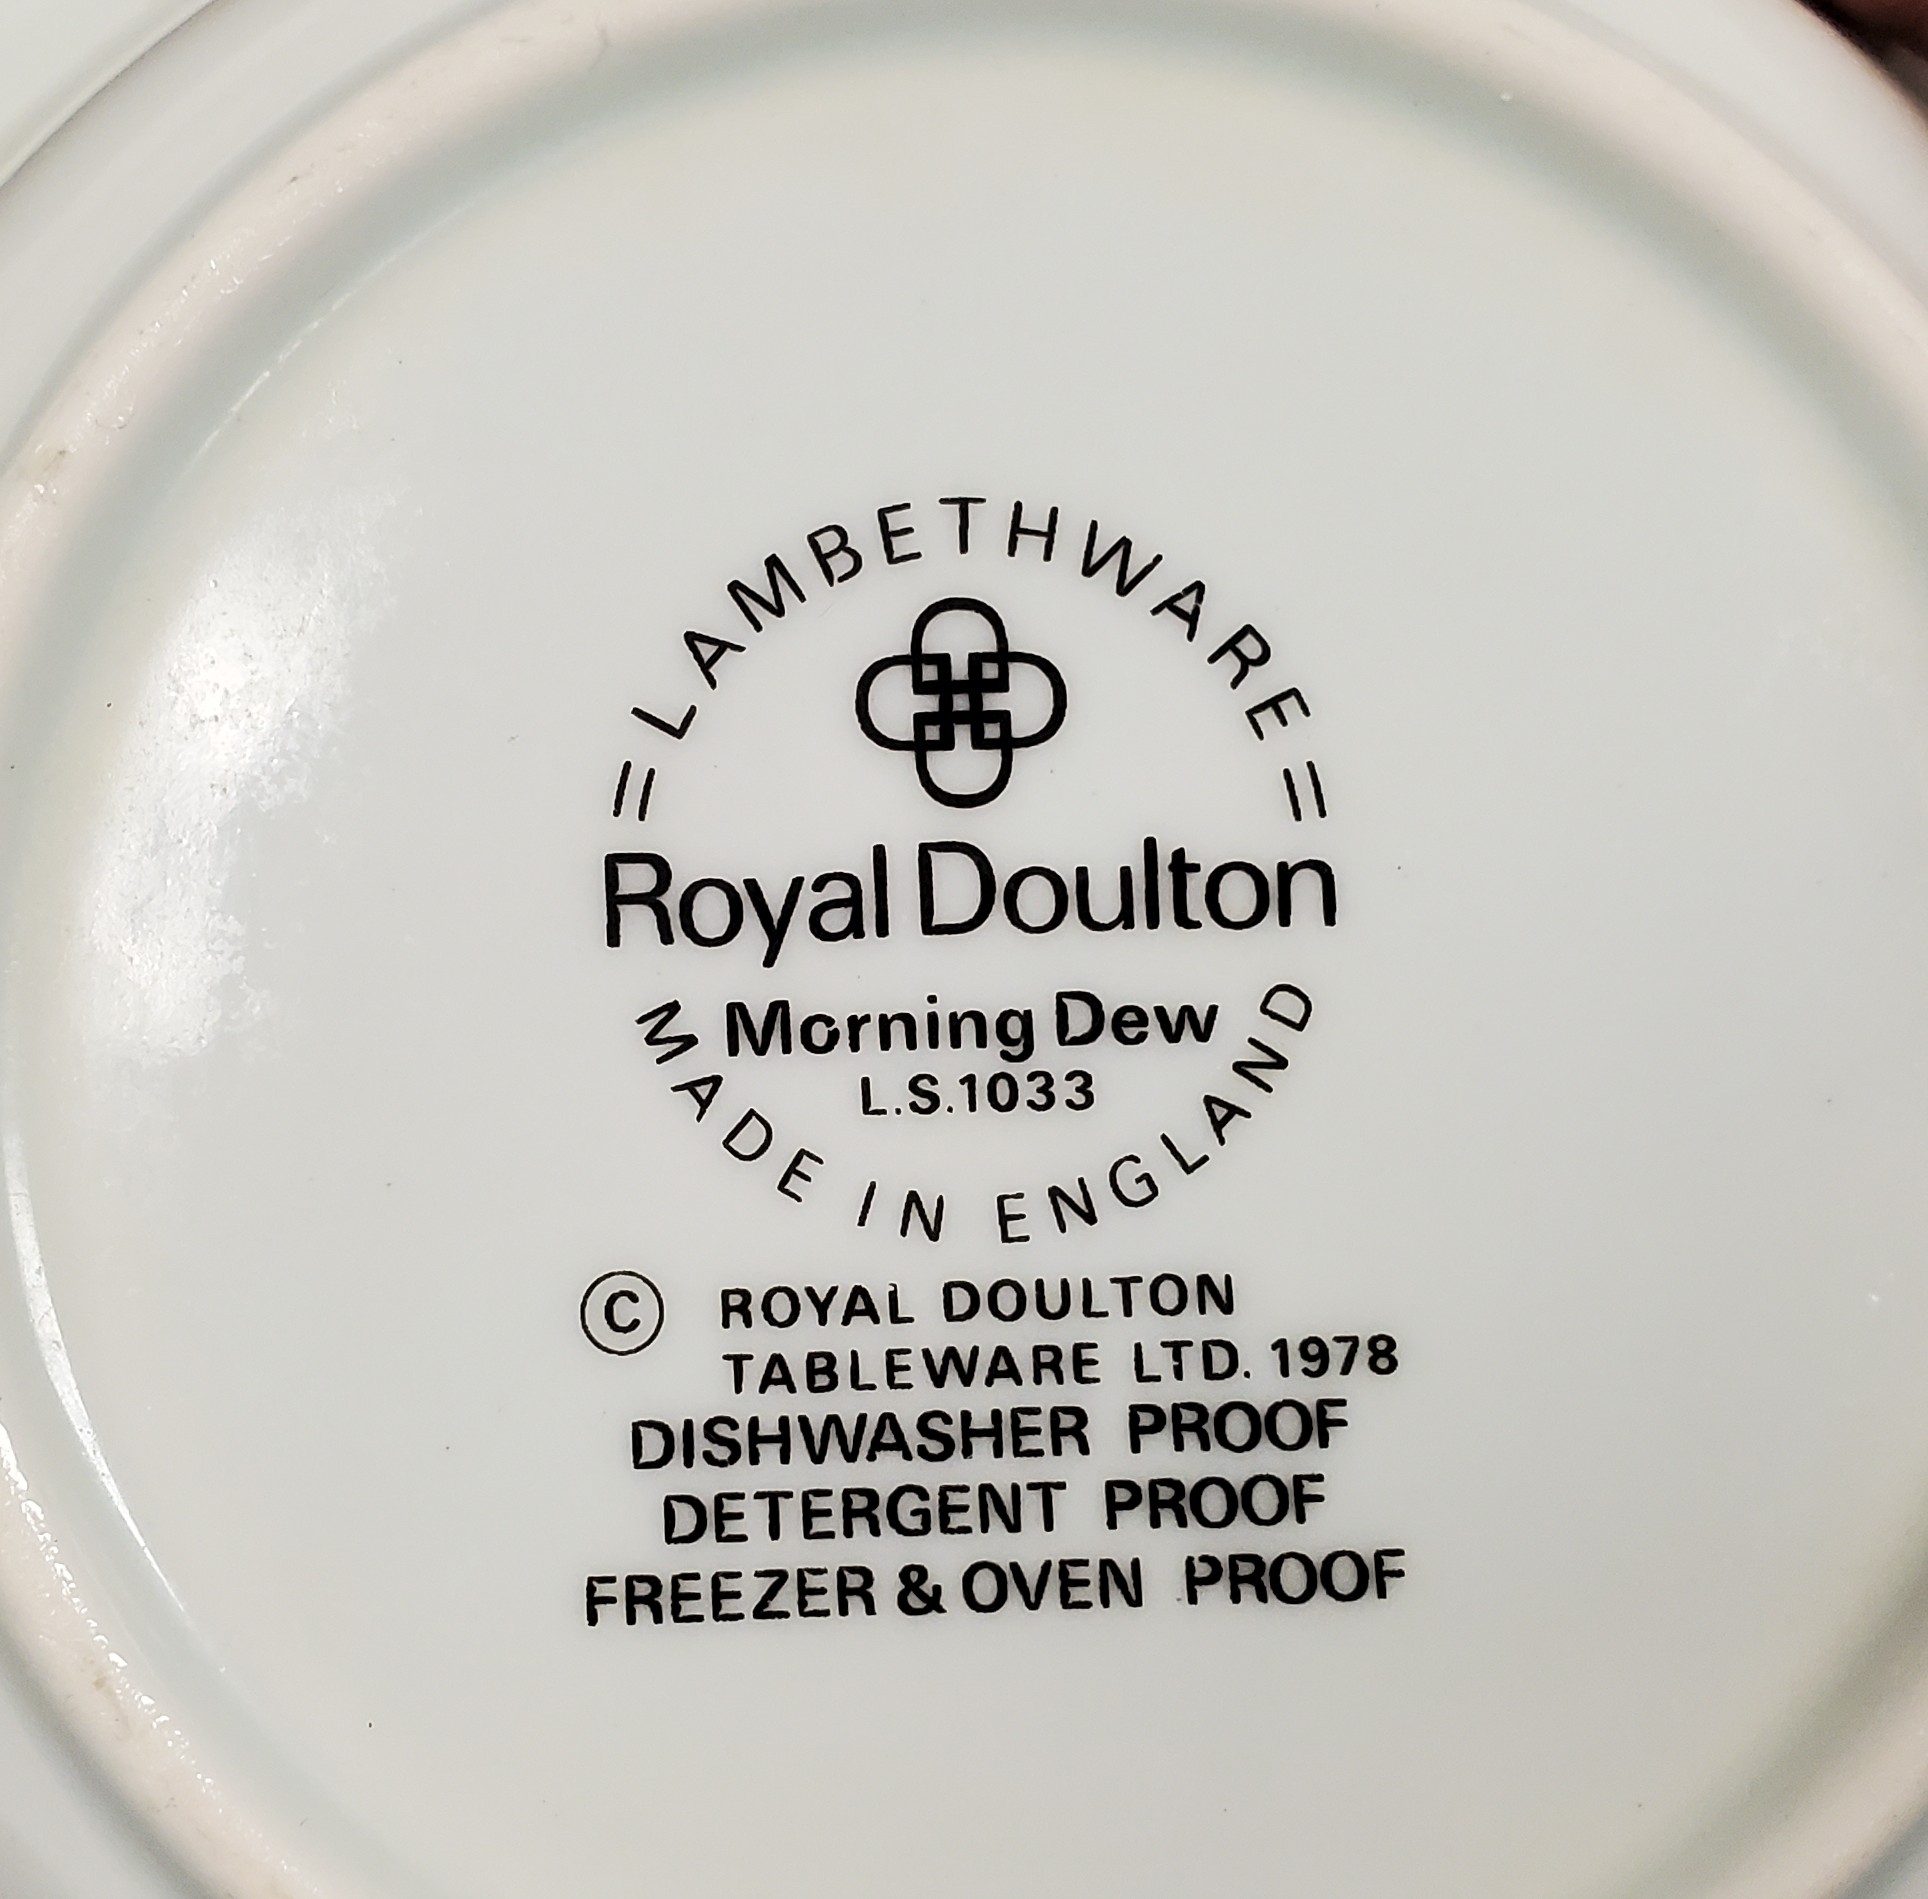 LAMBETHWARE
Royal Doulton
Morning Dew
L.S.1033
MADE IN ENGLAND
© ROYAL DOULTON
TABLEWARE LTD. 1978
DISHWASHER PROOF
DETERGENT PROOF
FREEZER & OVEN PROOF